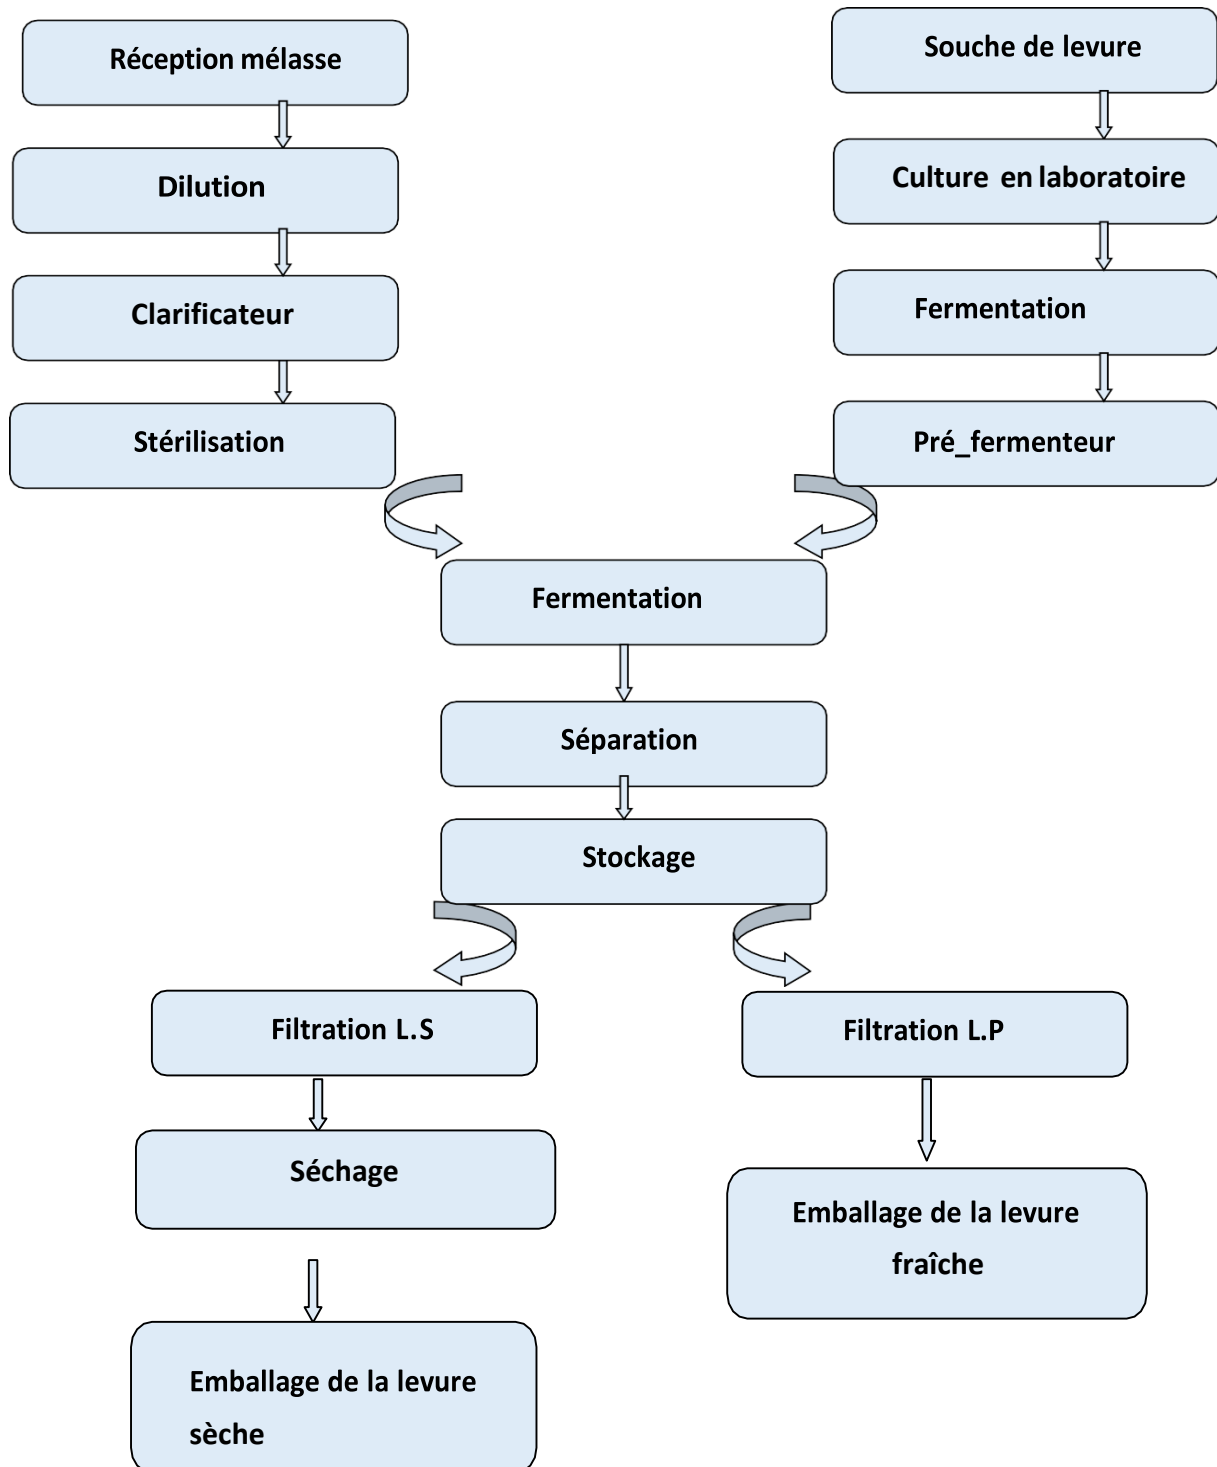 Réception mélasse
Dilution
Clarificateur
Stérilisation
Souche de levure
Culture en laboratoire
Fermentation
Pré_fermenteur
Fermentation
Séparation
Stockage
Filtration L.S
Séchage
Emballage de la levure
sèche
Filtration L.P
Emballage de la levure
fraîche